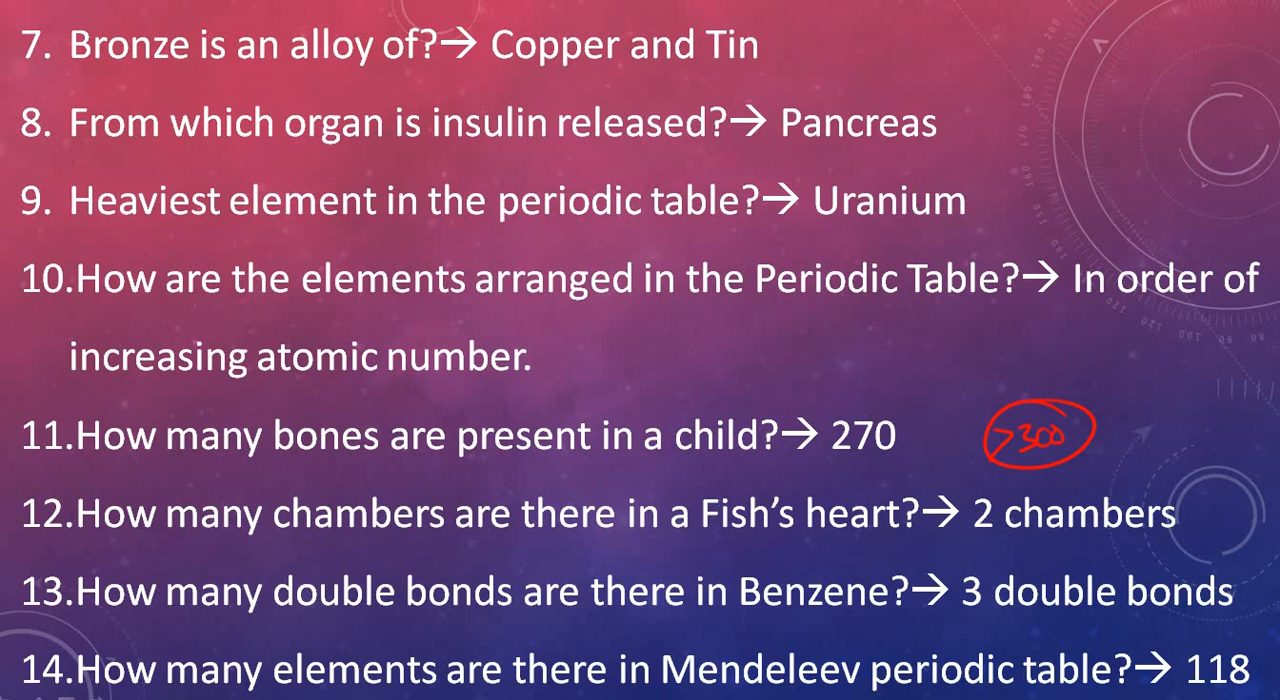 7. Bronze is an alloy of?→ Copper and Tin
8. From which organ is insulin released?→ Pancreas
9. Heaviest element in the periodic table?→ Uranium
10.How are the elements arranged in the Periodic Table?→ In order of
increasing atomic number.
11.How many bones are present in a child?→ 270 >300
12.How many chambers are there in a Fish’s heart?→ 2 chambers
13.How many double bonds are there in Benzene?→ 3 double bonds
14.How many elements are there in Mendeleev periodic table?→ 118